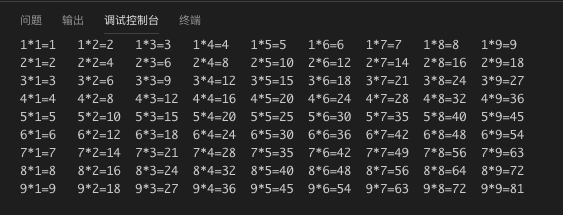 问题 输出 调试控制台 终端
1*1=1 1*2=2 1*3=3 1*4=4 1*5=5 1*6=6 1*7=7 1*8=8 1*9=9
2*1=2 2*2=4 2*3=6 2*4=8 2*5=10 2*6=12 2*7=14 2*8=16 2*9=18
3*1=3 3*2=6 3*3=9 3*4=12 3*5=15 3*6=18 3*7=21 3*8=24 3*9=27
4*1=4 4*2=8 4*3=12 4*4=16 4*5=20 4*6=24 4*7=28 4*8=32 4*9=36
5*1=5 5*2=10 5*3=15 5*4=20 5*5=25 5*6=30 5*7=35 5*8=40 5*9=45
6*1=6 6*2=12 6*3=18 6*4=24 6*5=30 6*6=36 6*7=42 6*8=48 6*9=54
7*1=7 7*2=14 7*3=21 7*4=28 7*5=35 7*6=42 7*7=49 7*8=56 7*9=63
8*1=8 8*2=16 8*3=24 8*4=32 8*5=40 8*6=48 8*7=56 8*8=64 8*9=72
9*1=9 9*2=18 9*3=27 9*4=36 9*5=45 9*6=54 9*7=63 9*8=72 9*9=81